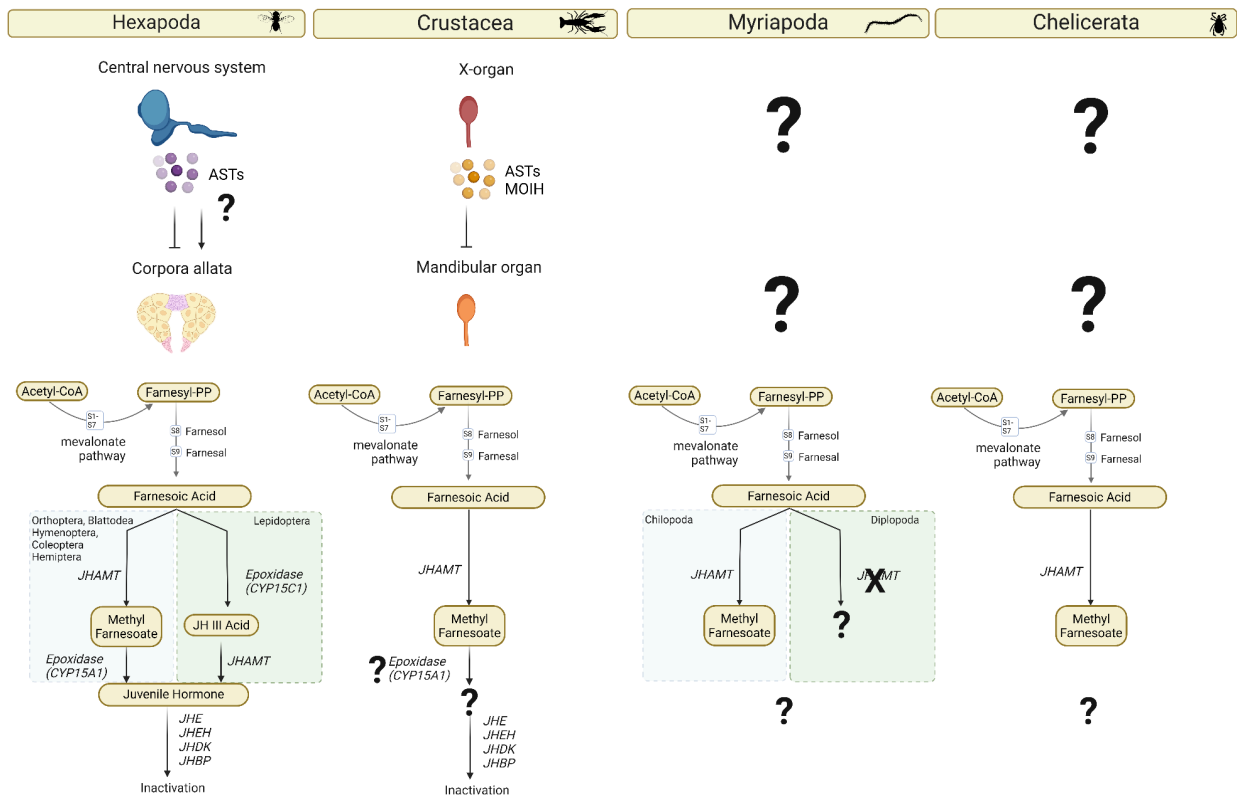 Hexapoda
Crustacea
Myriapoda
Chelicerata
Central nervous system
ASTs
?
Corpora allata
Acetyl-CoA
Farnesyl-PP
S1-
S7
mevalonate
pathway
S8 Farnesol
S9 Farnesal
Farnesoic Acid
Orthoptera, Blattodea
Hymenoptera,
Coleoptera
Hemiptera
Lepidoptera
JHAMT
Epoxidase
(CYP15C1)
Methyl
Farnesoate
JH III Acid
Epoxidase
(CYP15A1)
JHAMT
Juvenile Hormone
JHE
JHEH
JHDK
JHBP
Inactivation
X-organ
ASTs
MOIH
Mandibular organ
Acetyl-CoA
Farnesyl-PP
S1-
S7
mevalonate
pathway
S8 Farnesol
S9 Farnesal
Farnesoic Acid
JHAMT
Methyl
Farnesoate
? Epoxidase
(CYP15A1)
?
JHE
JHEH
JHDK
JHBP
Inactivation
?
?
Acetyl-CoA
Farnesyl-PP
S1-
S7
mevalonate
pathway
S8 Farnesol
S9 Farnesal
Farnesoic Acid
Chilopoda
Diplopoda
JHAMT
JHAMT
X
Methyl
Farnesoate
?
?
?
?
Acetyl-CoA
Farnesyl-PP
S1-
S7
mevalonate
pathway
S8 Farnesol
S9 Farnesal
Farnesoic Acid
JHAMT
Methyl
Farnesoate
?